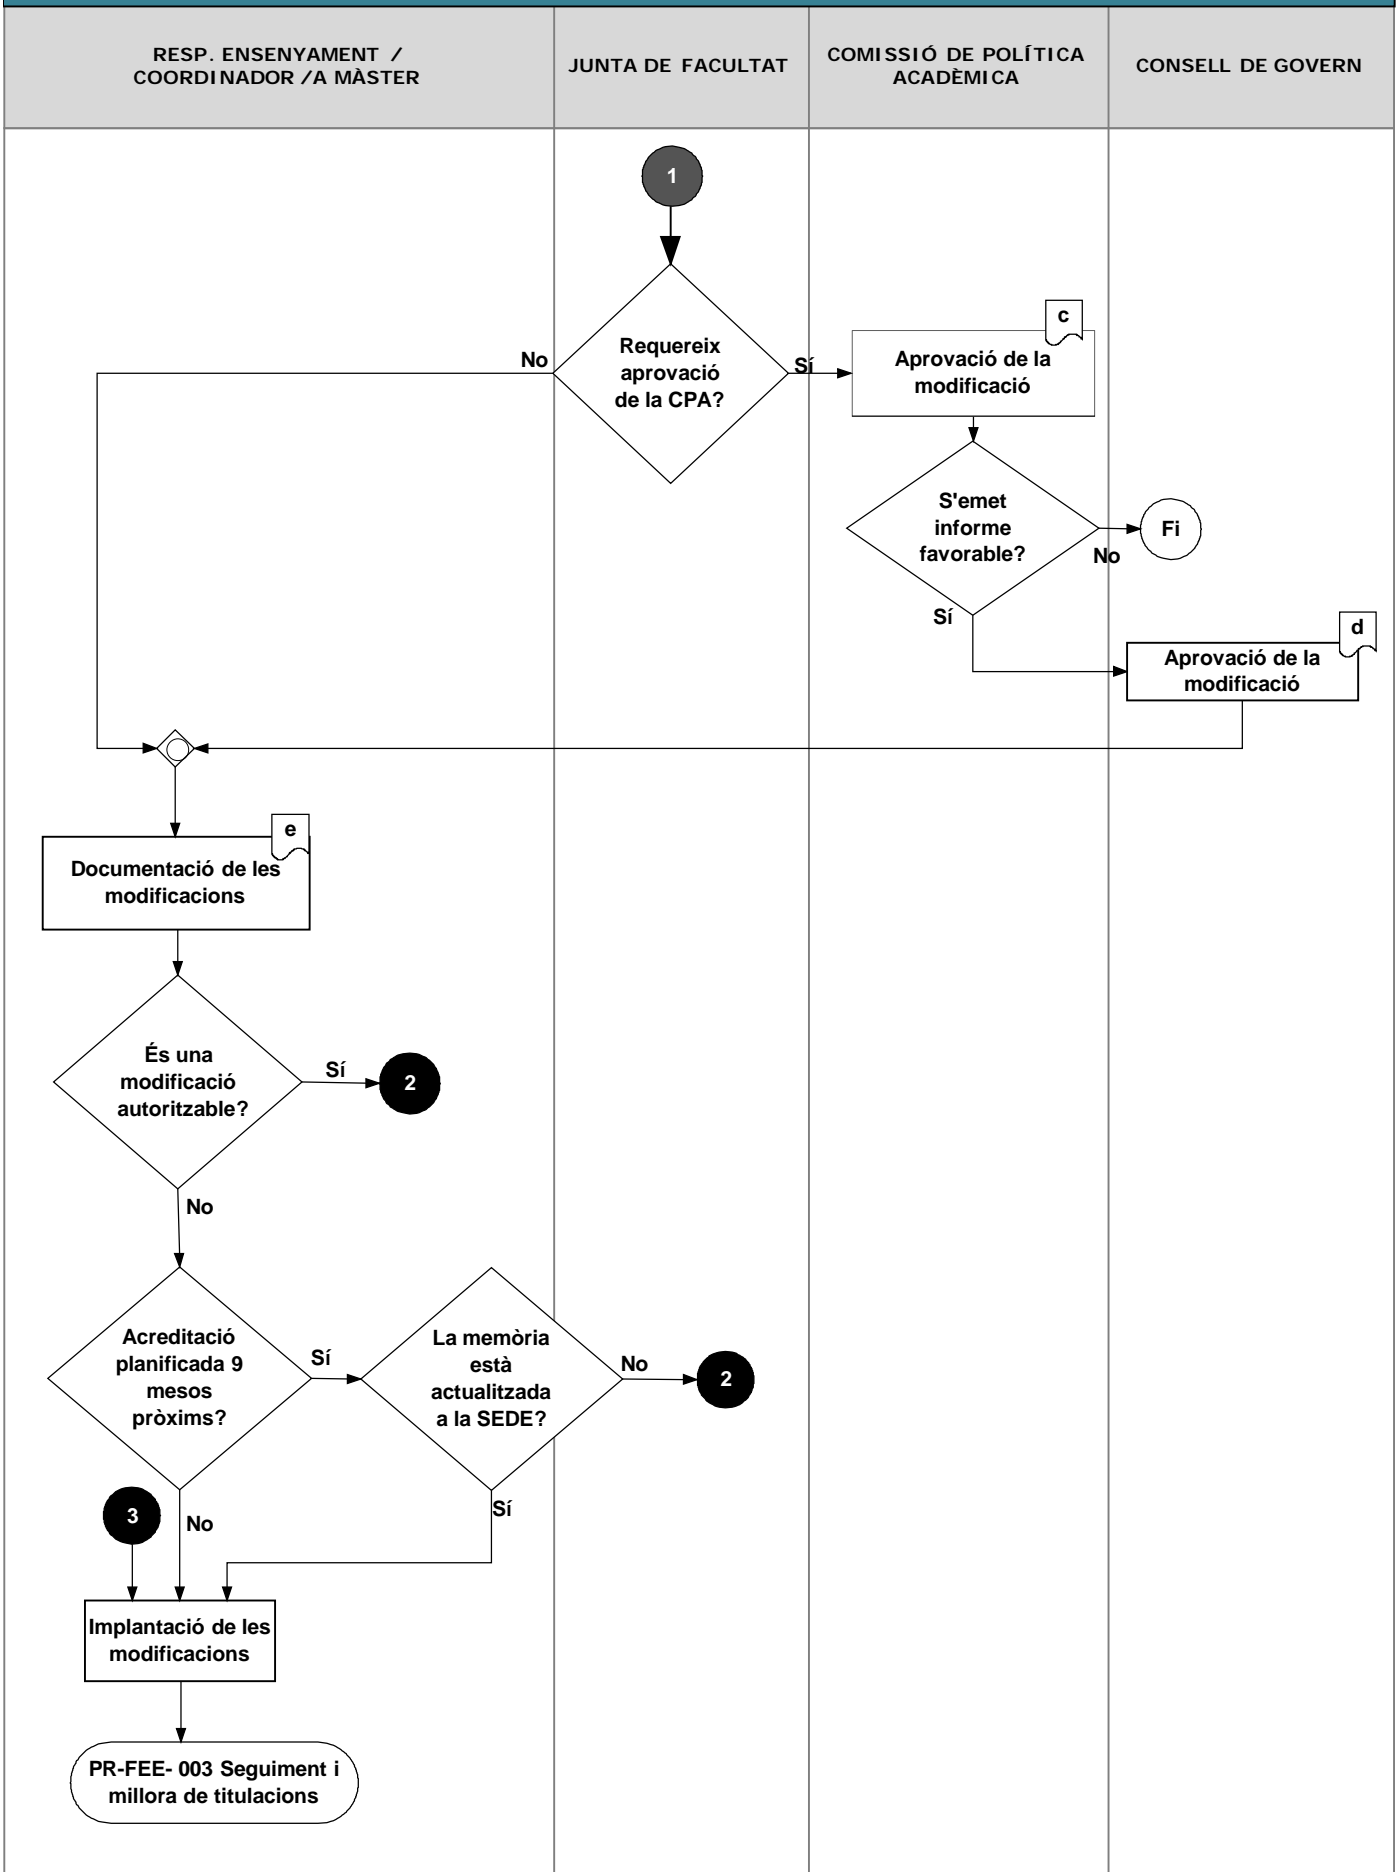 RESP. ENSENYAMENT /
COORDINADOR/A MÀSTER
JUNTA DE FACULTAT
COMISSIÓ DE POLÍTICA
ACADÈMICA
CONSELL DE GOVERN
1
Requereix
aprovació
de la CPA?
No
Sí
c
Aprovació de la
modificació
S'emet
informe
favorable?
No
Fi
Sí
d
Aprovació de la
modificació
e
Documentació de les
modificacions
És una
modificació
autoritzable?
Sí
2
No
Acreditació
planificada 9
mesos
pròxims?
Sí
La memòria
està
actualitzada
a la SEDE?
No
2
3
No
Sí
Implantació de les
modificacions
PR-FEE- 003 Seguiment i
millora de titulacions